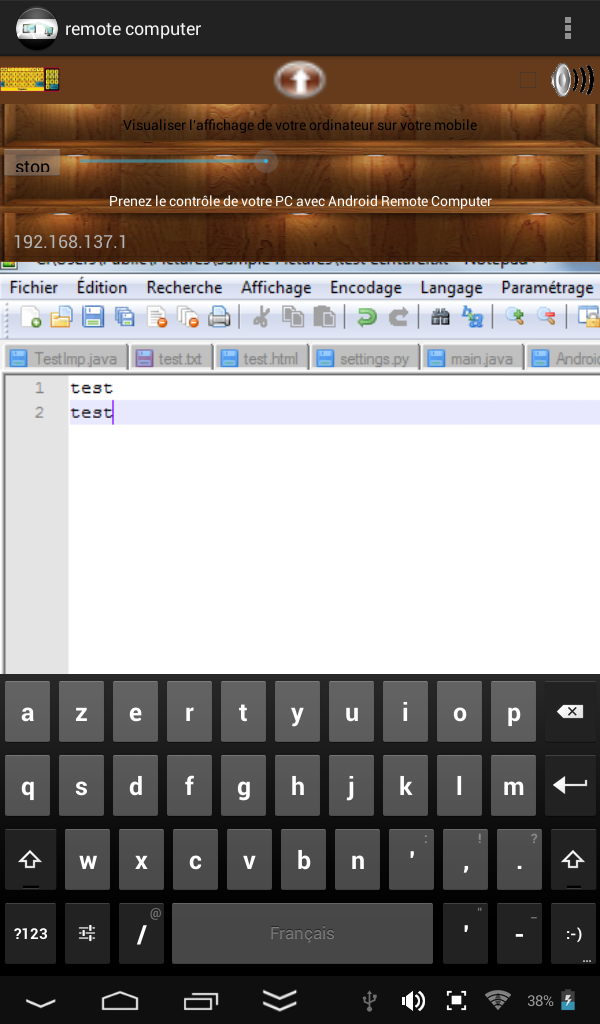 remote computer
Visualiser l'affichage de votre ordinateur sur votre mobile
stop
Prenez le contrôle de votre PC avec Android Remote Computer
192.168.137.1
Fichier Édition Recherche Affichage Encodage Langage Paramétrage
TestImp.java test.txt test.html settings.py main.java Androi
1 test
2 test
a z e r t y u i o p
q s d f g h j k l m
w x c v b n ' : , ! . ?
?123 / @ Français ' " - _ :-) ...
38%